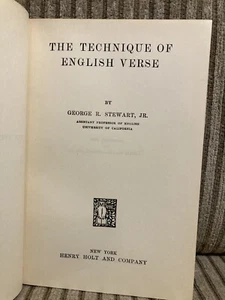 THE TECHNIQUE OF
ENGLISH VERSE
BY
GEORGE R. STEWART, JR.
ASSISTANT PROFESSOR OF ENGLISH
UNIVERSITY OF CALIFORNIA
NEW YORK
HENRY HOLT AND COMPANY